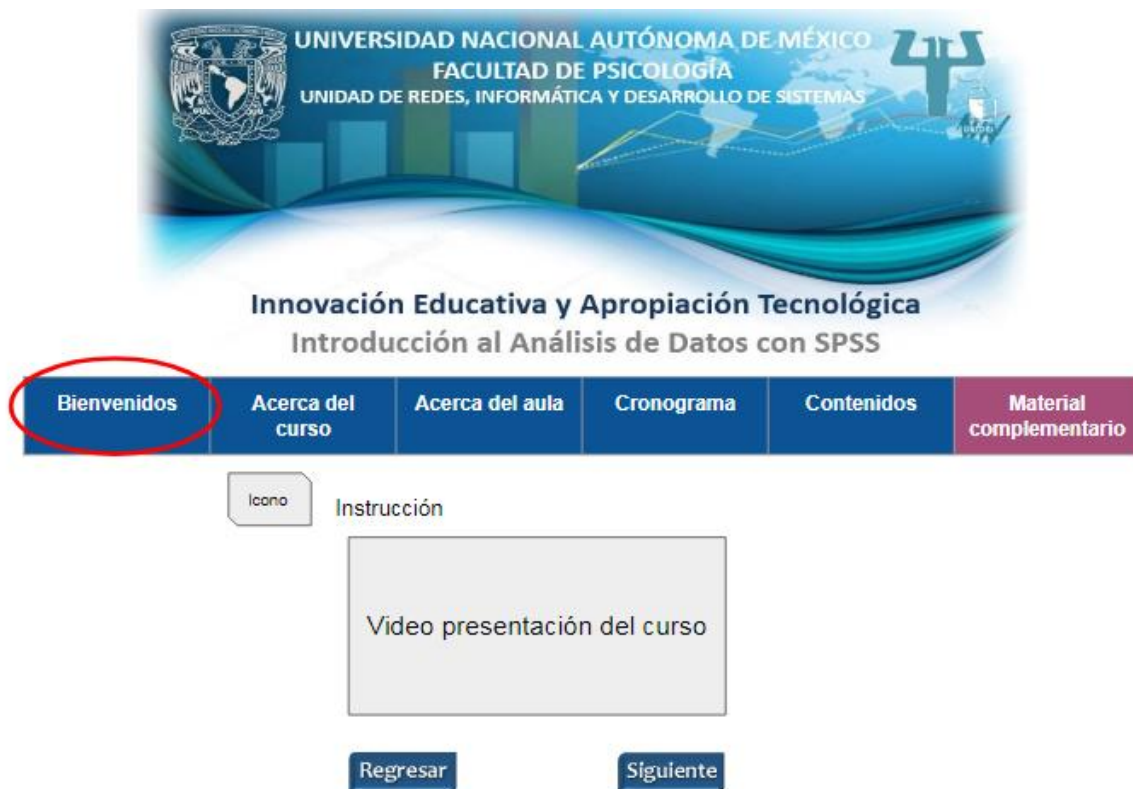 UNIVERSIDAD NACIONAL AUTÓNOMA DE MÉXICO
FACULTAD DE PSICOLOGÍA
UNIDAD DE REDES, INFORMÁTICA Y DESARROLLO DE SISTEMAS
Innovación Educativa y Apropiación Tecnológica
Introducción al Análisis de Datos con SPSS
Bienvenidos
Acerca del
curso
Acerca del aula
Cronograma
Contenidos
Material
complementario
Icono
Instrucción
Video presentación del curso
Regresar
Siguiente